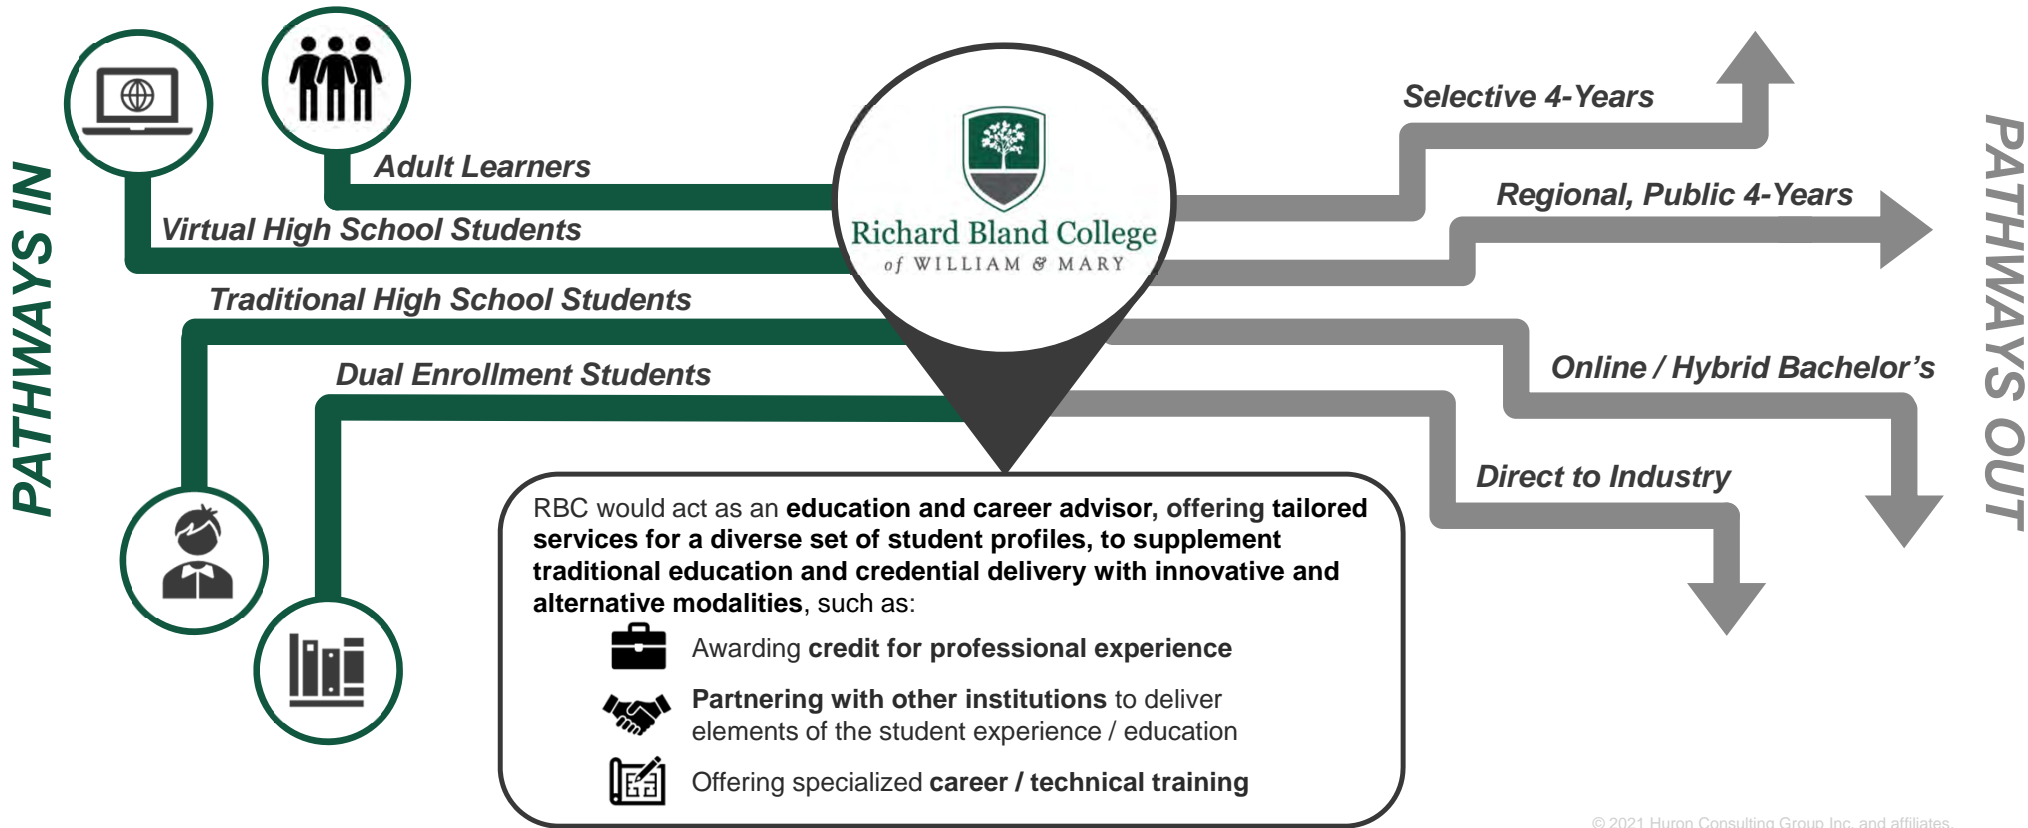 PATHWAYS IN
Adult Learners
Virtual High School Students
Traditional High School Students
Dual Enrollment Students
Richard Bland College
of WILLIAM & MARY
Selective 4-Years
Regional, Public 4-Years
Online / Hybrid Bachelor's
Direct to Industry
PATHWAYS OUT
RBC would act as an education and career advisor, offering tailored
services for a diverse set of student profiles, to supplement
traditional education and credential delivery with innovative and
alternative modalities, such as:
Awarding credit for professional experience
Partnering with other institutions to deliver
elements of the student experience / education
Offering specialized career / technical training
© 2021 Huron Consulting Group Inc. and affiliates.